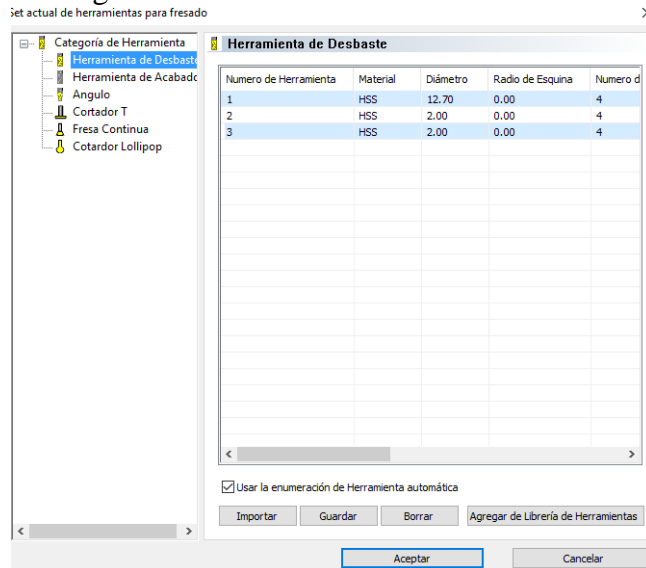 Set actual de herramientas para fresado
Categoría de Herramienta
Herramienta de Desbaste
Herramienta de Acabado
Angulo
Cortador T
Fresa Continua
Cotardor Lollipop
Herramienta de Desbaste
Numero de Herramienta Material Diámetro Radio de Esquina Numero d
1 HSS 12.70 0.00 4
2 HSS 2.00 0.00 4
3 HSS 2.00 0.00 4
Usar la enumeración de Herramienta automática
Importar Guardar Borrar Agregar de Librería de Herramientas
Aceptar Cancelar